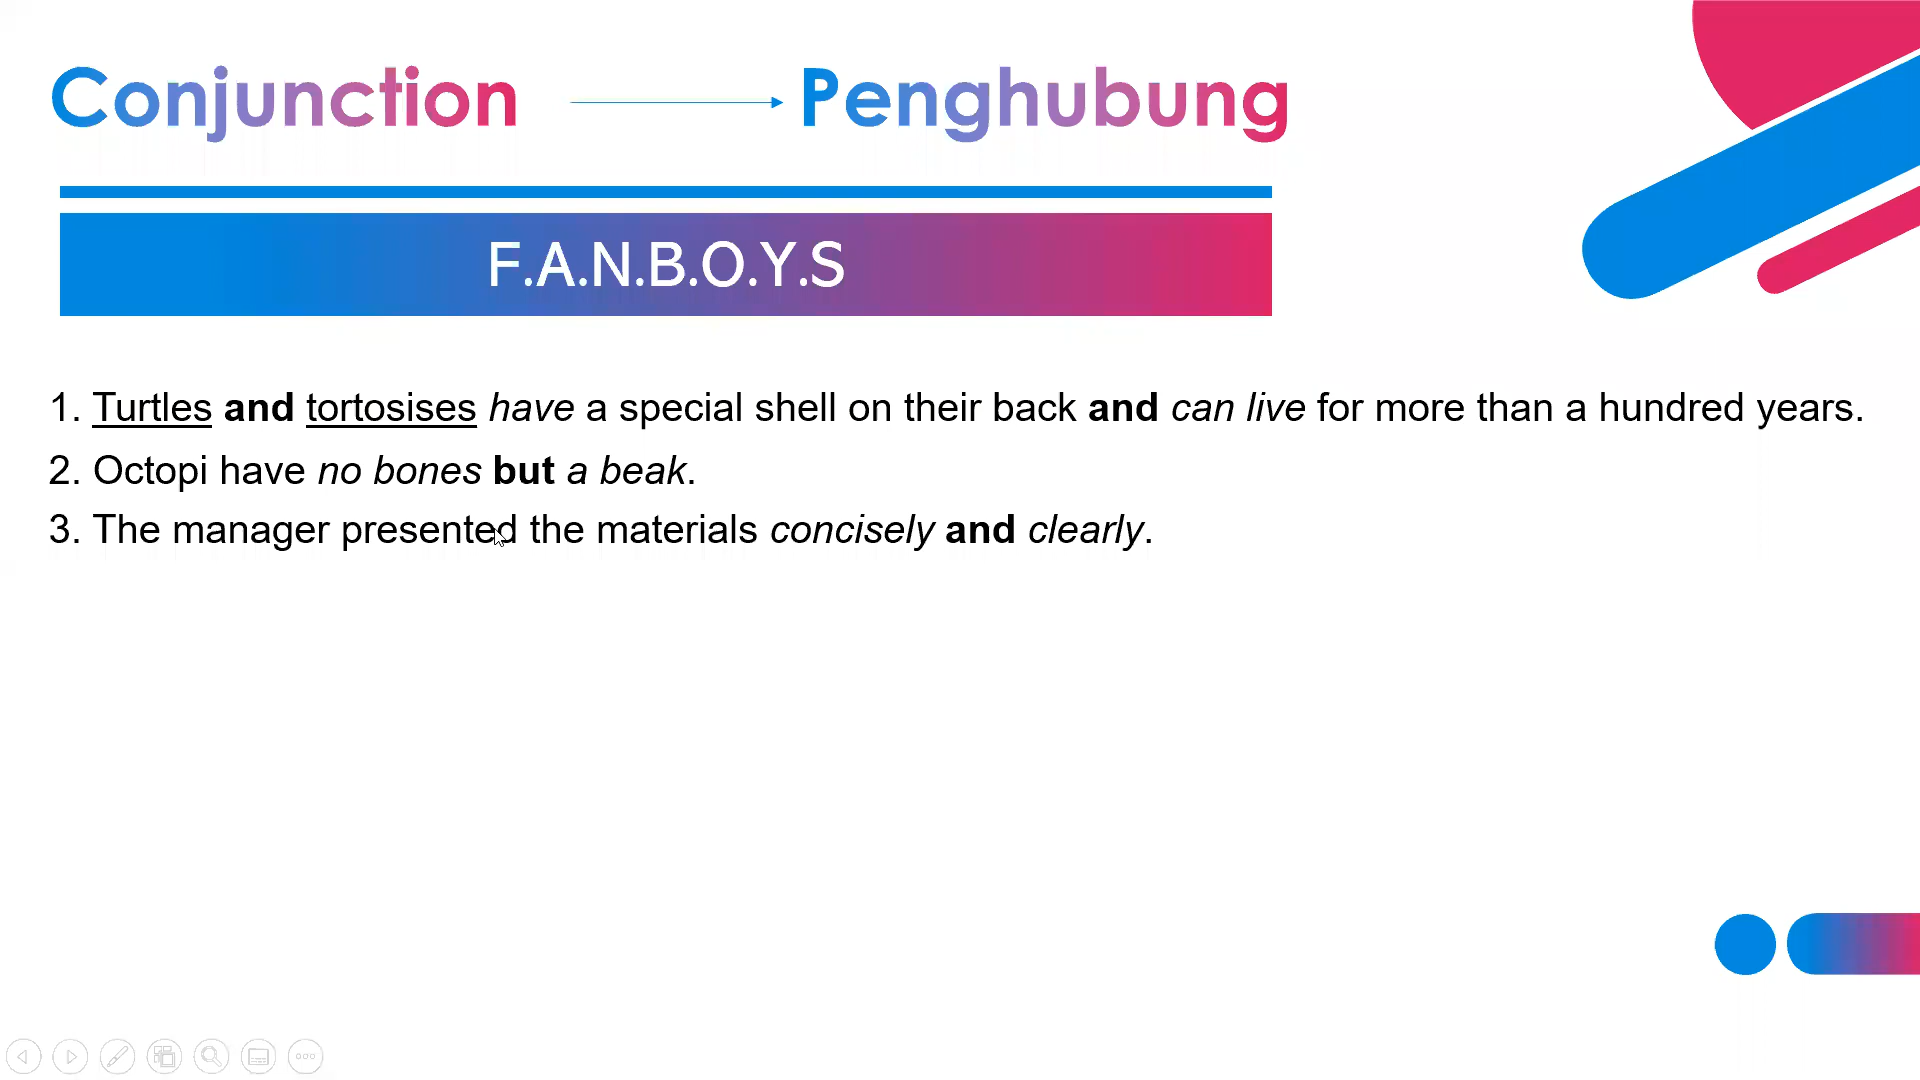 Conjunction Penghubung
F.A.N.B.O.Y.S
1. Turtles and tortosises have a special shell on their back and can live for more than a hundred years.
2. Octopi have no bones but a beak.
3. The manager presented the materials concisely and clearly.